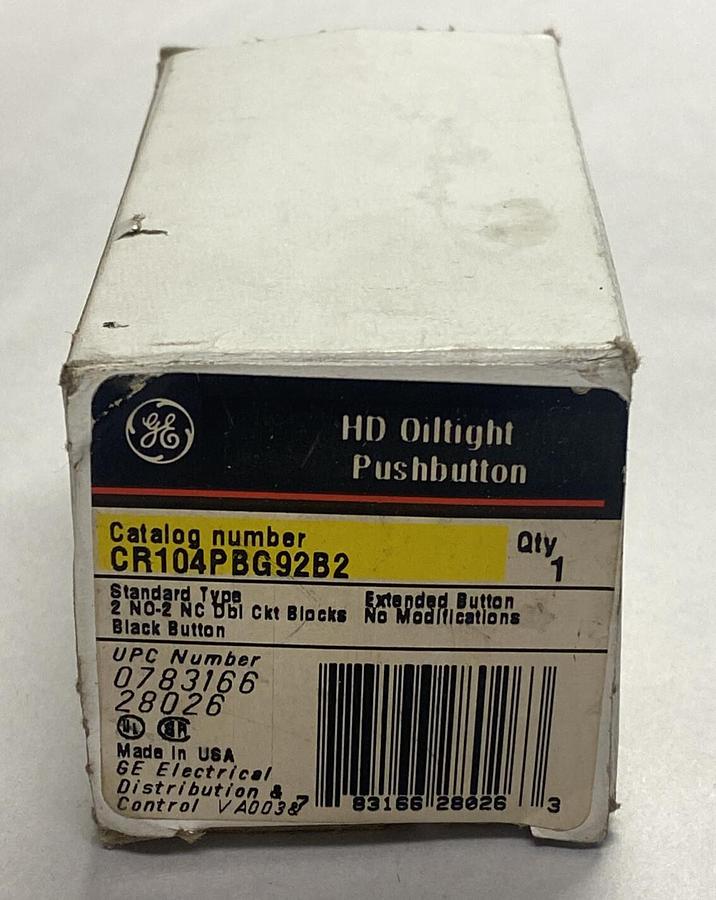 GE
HD Oiltight
Pushbutton
Catalog number
CR104PBG92B2
Qty
1
Standard Type
2 NO-2 NC Dbl Ckt Blocks
Black Button
Extended Button
No Modifications
UPC Number
0783166
28026
UL
Made in USA
GE Electrical
Distribution &
Control VA003
7 83166 28026 3